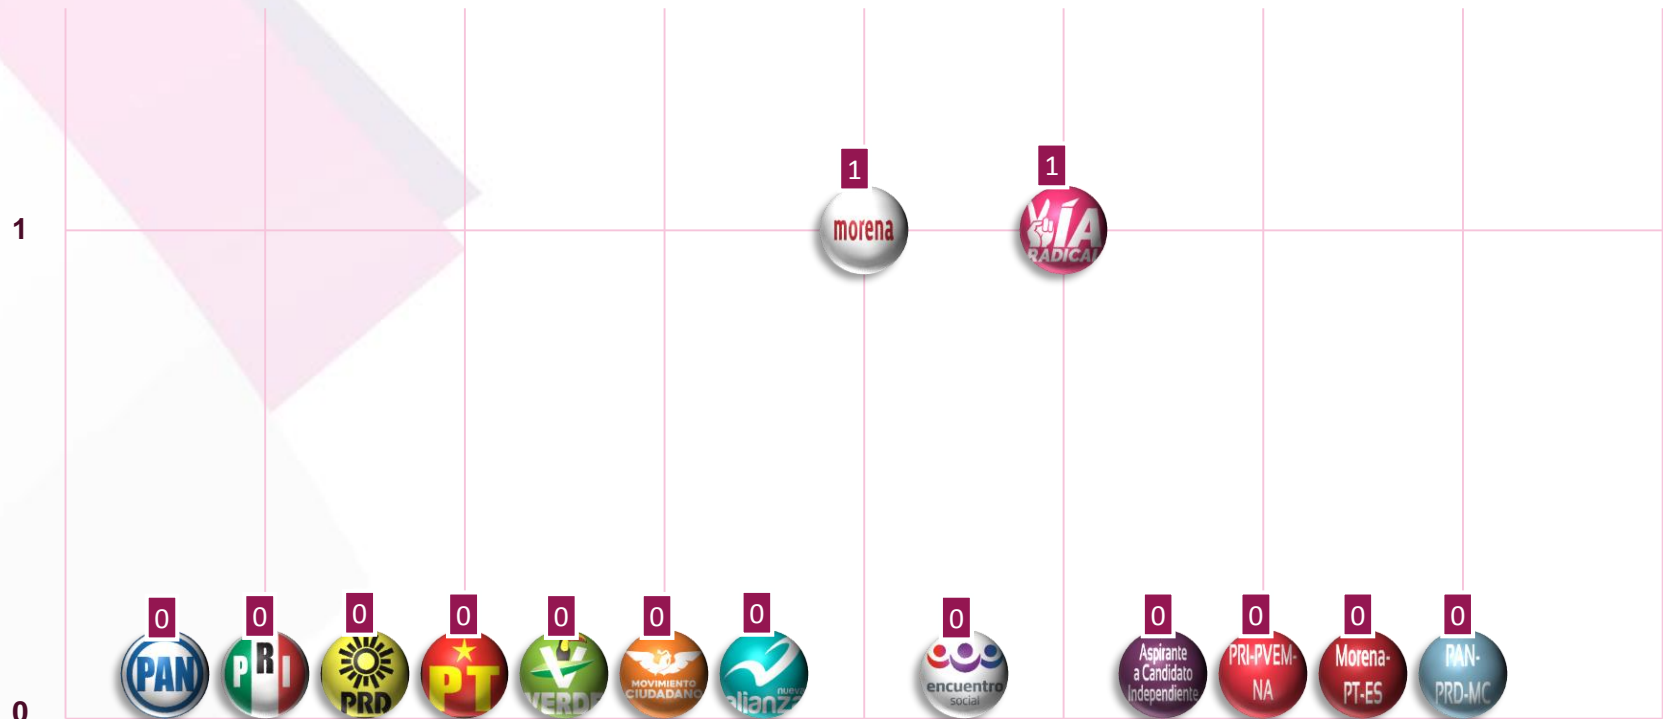 1
1
1
morena
VÍA
RADICAL
0
0
0
0
0
0
0
0
0
0
0
0
PAN
PRI
PRD
PT
VERDE
MOVIMIENTO
CIUDADANO
nueva
alianza
encuentro
social
Aspirante
a Candidato
Independiente
PRI-PVEM-
NA
Morena-
PT-ES
PAN-
PRD-MC
0